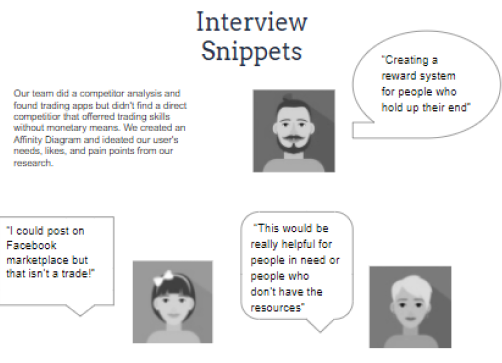 Interview
Snippets
Our team did a competitor analysis and
found trading apps but didn't find a direct
competitior that offerred trading skills
without monetary means. We created an
Affinity Diagram and ideated our user's
needs, likes, and pain points from our
research.
"Creating a
reward system
for people who
hold up their end"
"I could post on
Facebook
marketplace but
that isn't a trade!"
"This would be
really helpful for
people in need or
people who
don't have the
resources"